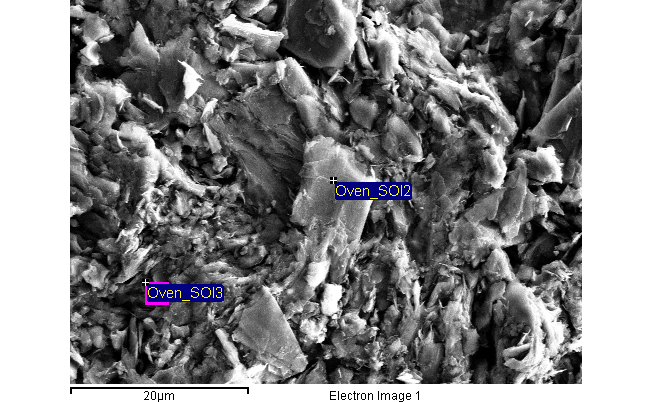 Oven_SOI2
Oven_SOI3
20µm
Electron Image 1